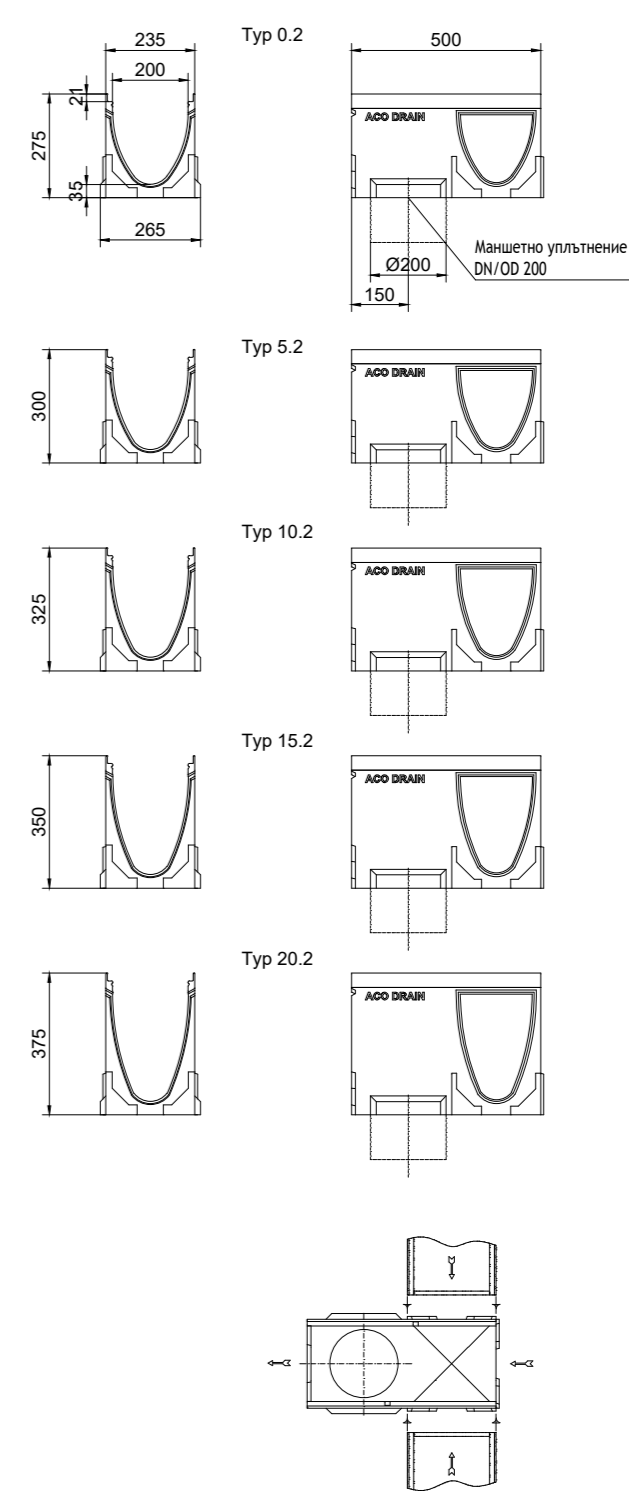 Typ 0.2
235
200
21
275
35
265
500
ACO DRAIN
Маншетно уплътнение
DN/OD 200
Ø200
150
Typ 5.2
300
ACO DRAIN
Typ 10.2
325
ACO DRAIN
Typ 15.2
350
ACO DRAIN
Typ 20.2
375
ACO DRAIN